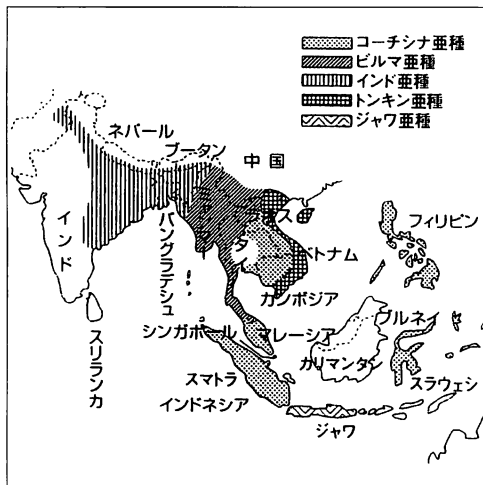 コーチシナ亜種
ビルマ亜種
インド亜種
トンキン亜種
ジャワ亜種
ネパール
ブータン
中国
インド
バングラデシュ
ラオス
タイ
ベトナム
カンボジア
フィリピン
スリランカ
シンガポール
マレーシア
ブルネイ
カリマンタン
スマトラ
インドネシア
スラウェシ
ジャワ